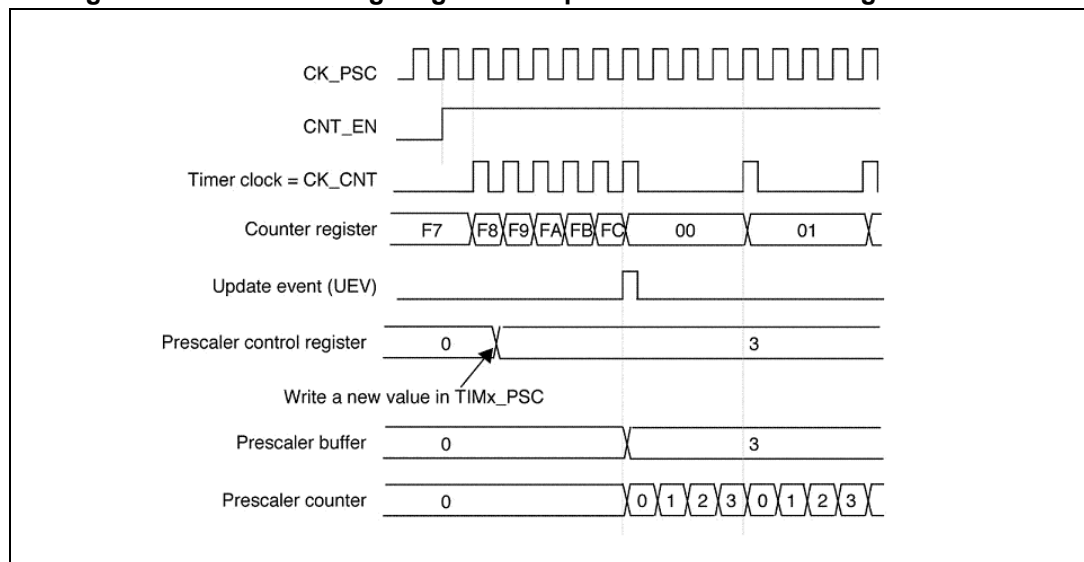 CK_PSC
CNT_EN
Timer clock = CK_CNT
Counter register F7 F8 F9 FA FB FC 00 01
Update event (UEV)
Prescaler control register 0 3
Write a new value in TIMx_PSC
Prescaler buffer 0 3
Prescaler counter 0 0 1 2 3 0 1 2 3